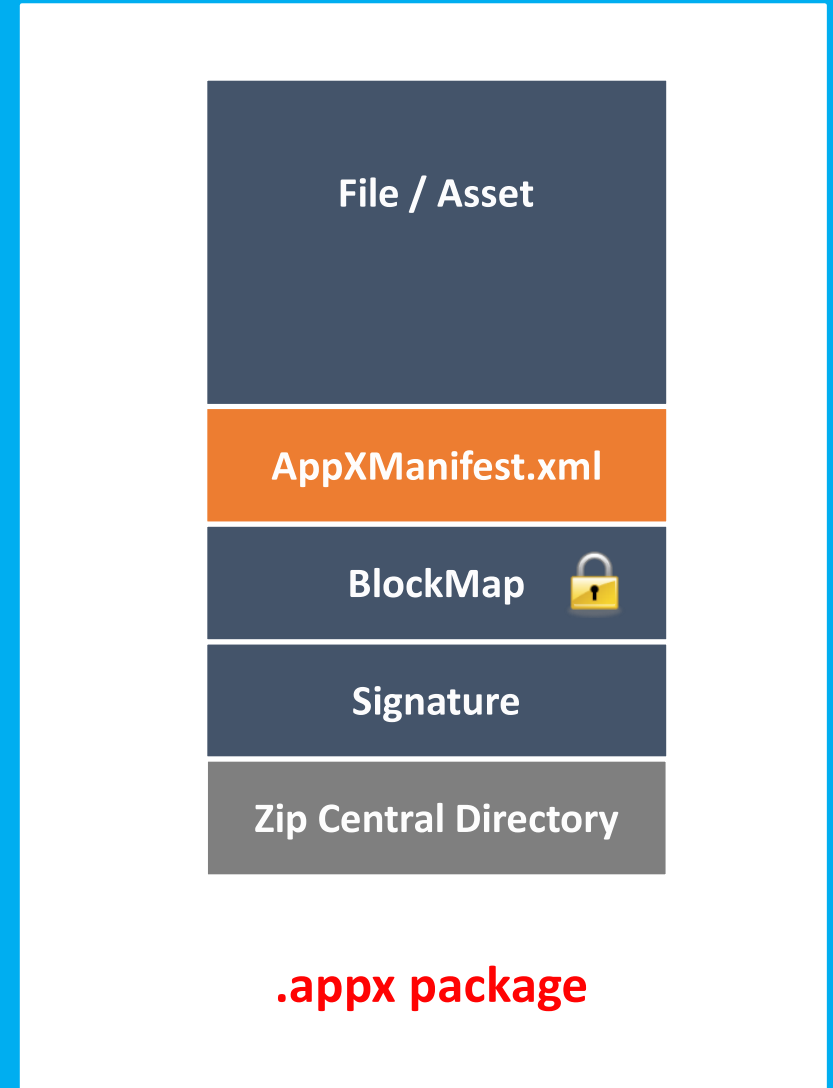 File / Asset
AppXManifest.xml
BlockMap
Signature
Zip Central Directory
.appx package